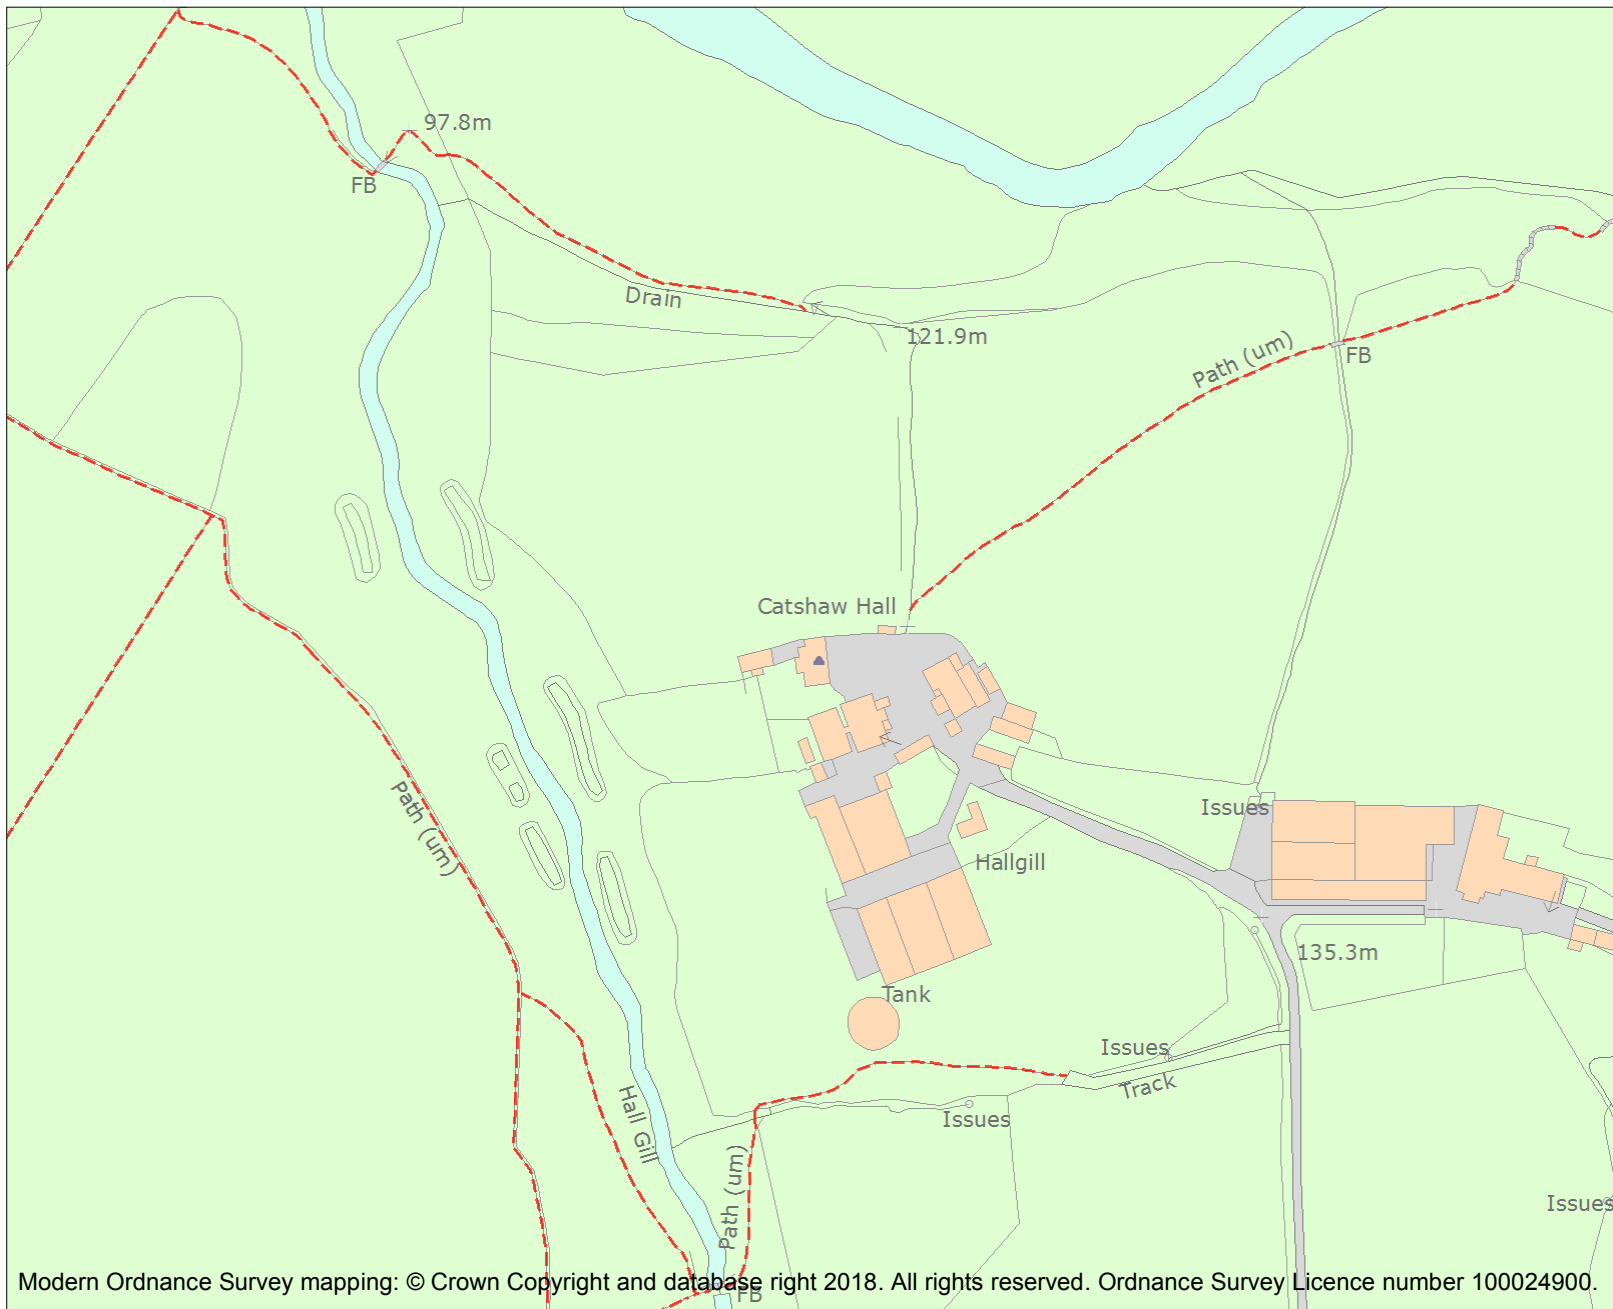 97.8m
FB
Drain
121.9m
Path (um)
FB
Catshaw Hall
Path (um)
Issues
Hallgill
135.3m
Tank
Issues
Track
Hall Gill
Issues
Path (um)
Issues
FB
Modern Ordnance Survey mapping: © Crown Copyright and database right 2018. All rights reserved. Ordnance Survey Licence number 100024900.